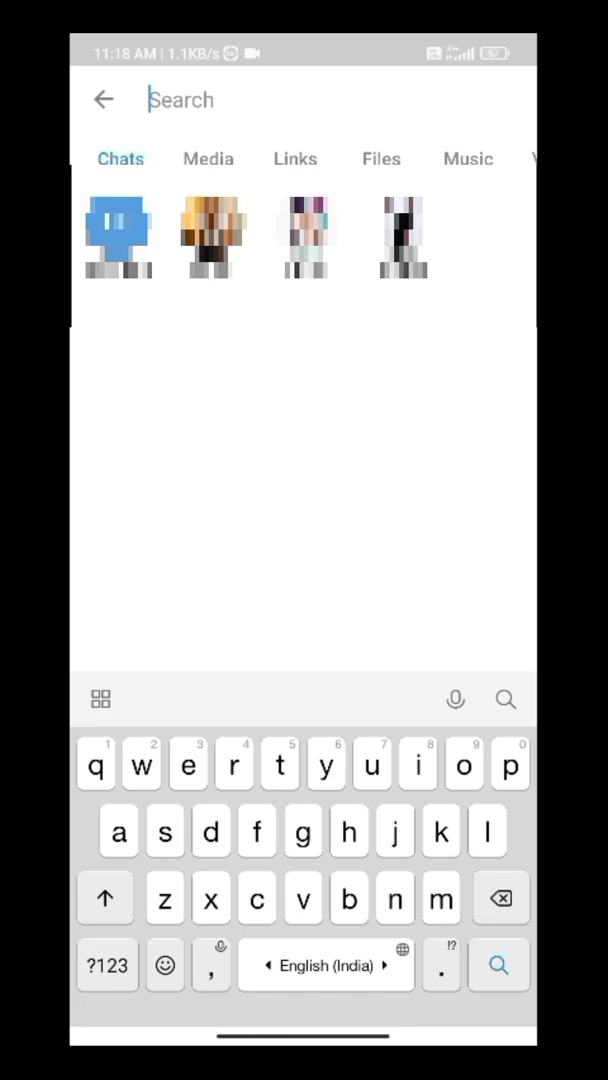 11:18 AM | 1.1KB/s
Search
Chats Media Links Files Music
1 2 3 4 5 6 7 8 9 0
q w e r t y u i o p
a s d f g h j k l
z x c v b n m
!?
?123 , English (India) .